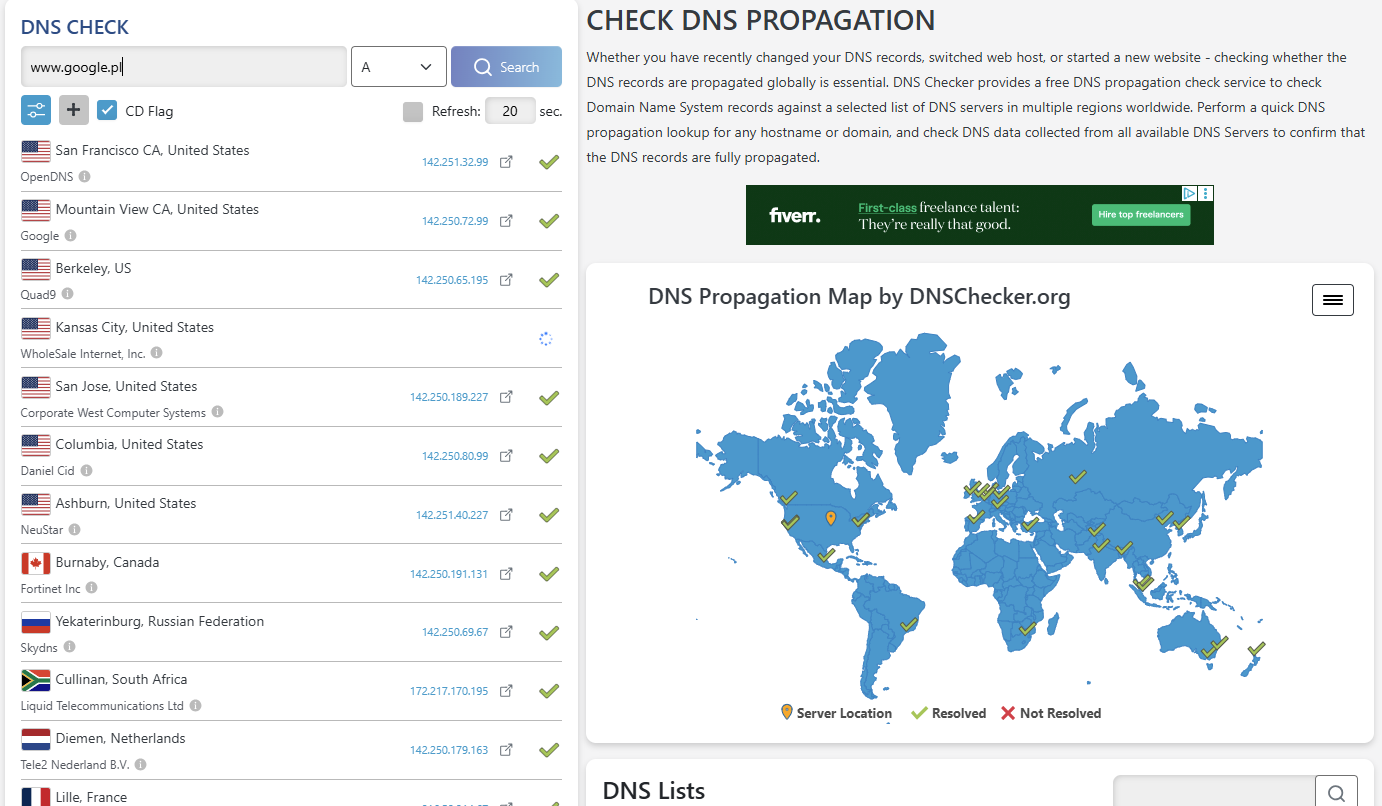 DNS CHECK
www.google.pl
A
Search
CD Flag
Refresh: 20 sec.
San Francisco CA, United States
OpenDNS
142.251.32.99
Mountain View CA, United States
Google
142.250.72.99
Berkeley, US
Quad9
142.250.65.195
Kansas City, United States
WholeSale Internet, Inc.
San Jose, United States
Corporate West Computer Systems
142.250.189.227
Columbia, United States
Daniel Cid
142.250.80.99
Ashburn, United States
NeuStar
142.251.40.227
Burnaby, Canada
Fortinet Inc
142.250.191.131
Yekaterinburg, Russian Federation
Skydns
142.250.69.67
Cullinan, South Africa
Liquid Telecommunications Ltd
172.217.170.195
Diemen, Netherlands
Tele2 Nederland B.V.
142.250.179.163
Lille, France
CHECK DNS PROPAGATION
Whether you have recently changed your DNS records, switched web host, or started a new website - checking whether the
DNS records are propagated globally is essential. DNS Checker provides a free DNS propagation check service to check
Domain Name System records against a selected list of DNS servers in multiple regions worldwide. Perform a quick DNS
propagation lookup for any hostname or domain, and check DNS data collected from all available DNS Servers to confirm that
the DNS records are fully propagated.
fiverr.
First-class freelance talent:
They're really that good.
Hire top freelancers
DNS Propagation Map by DNSChecker.org
Server Location
Resolved
Not Resolved
DNS Lists